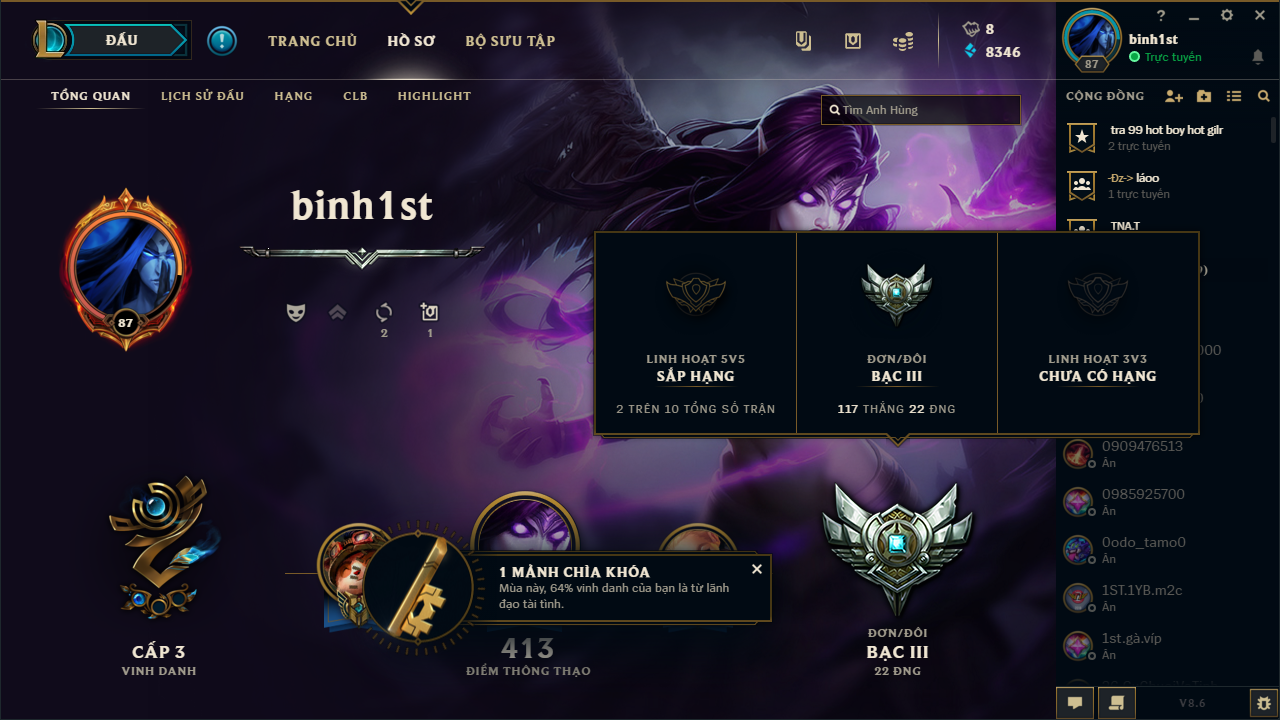 ĐẤU
TRANG CHỦ
HỒ SƠ
BỘ SƯU TẬP
8
8346
?
binh1st
Trực tuyến
87
TỔNG QUAN
LỊCH SỬ ĐẤU
HẠNG
CLB
HIGHLIGHT
Tìm Anh Hùng
CỘNG ĐỒNG
tra 99 hot boy hot gilr
2 trực tuyến
-Đz-> láoo
1 trực tuyến
TNA.T
binh1st
87
2
1
LINH HOẠT 5V5
SẮP HẠNG
2 TRÊN 10 TỔNG SỐ TRẬN
ĐƠN/ĐÔI
BẠC III
117 THẮNG 22 ĐNG
LINH HOẠT 3V3
CHƯA CÓ HẠNG
0909476513
Ẩn
0985925700
Ẩn
0odo_tamo0
Ẩn
1ST.1YB.m2c
Ẩn
1st.gà.víp
Ẩn
1 MẢNH CHÌA KHÓA
Mùa này, 64% vinh danh của bạn là từ lãnh
đạo tài tình.
CẤP 3
VINH DANH
413
ĐIỂM THÔNG THẠO
ĐƠN/ĐÔI
BẠC III
22 ĐNG
V8.6